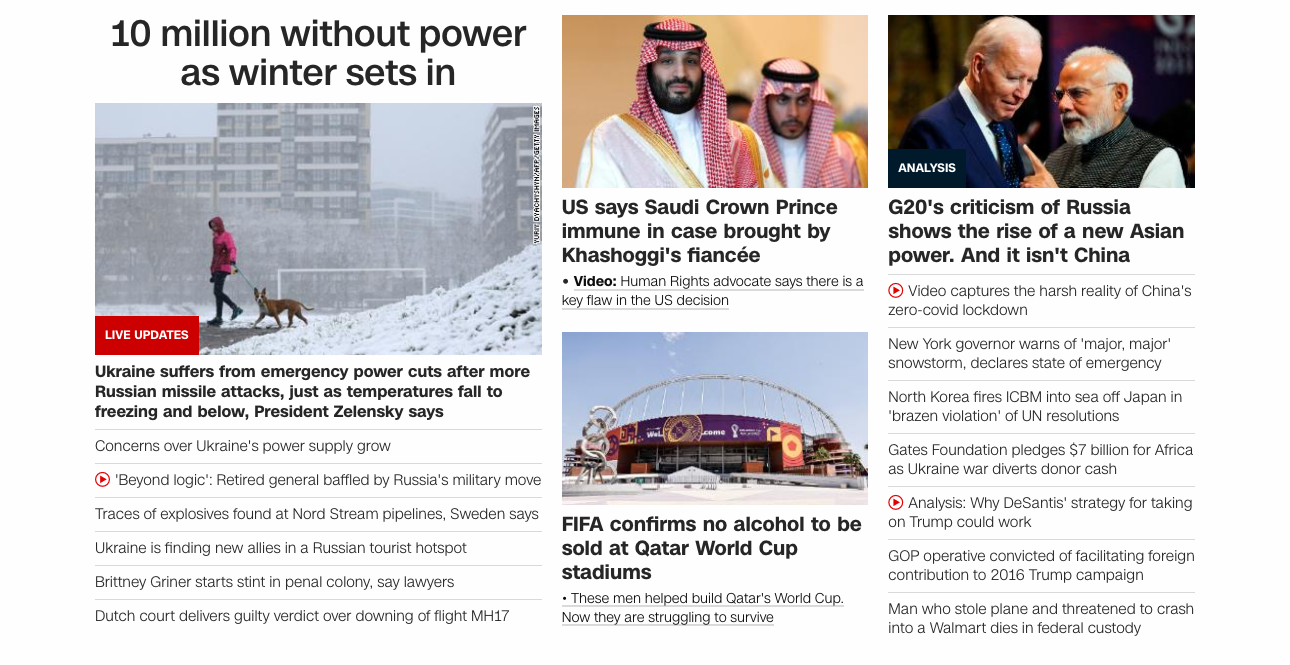 10 million without power
as winter sets in
YURIY DYACHYSHYN/AFP/GETTY IMAGES
LIVE UPDATES
Ukraine suffers from emergency power cuts after more
Russian missile attacks, just as temperatures fall to
freezing and below, President Zelensky says
Concerns over Ukraine's power supply grow
'Beyond logic': Retired general baffled by Russia's military move
Traces of explosives found at Nord Stream pipelines, Sweden says
Ukraine is finding new allies in a Russian tourist hotspot
Brittney Griner starts stint in penal colony, say lawyers
Dutch court delivers guilty verdict over downing of flight MH17
US says Saudi Crown Prince
immune in case brought by
Khashoggi's fiancée
• Video: Human Rights advocate says there is a
key flaw in the US decision
FIFA confirms no alcohol to be
sold at Qatar World Cup
stadiums
• These men helped build Qatar's World Cup.
Now they are struggling to survive
ANALYSIS
G20's criticism of Russia
shows the rise of a new Asian
power. And it isn't China
Video captures the harsh reality of China's
zero-covid lockdown
New York governor warns of 'major, major'
snowstorm, declares state of emergency
North Korea fires ICBM into sea off Japan in
'brazen violation' of UN resolutions
Gates Foundation pledges $7 billion for Africa
as Ukraine war diverts donor cash
Analysis: Why DeSantis' strategy for taking
on Trump could work
GOP operative convicted of facilitating foreign
contribution to 2016 Trump campaign
Man who stole plane and threatened to crash
into a Walmart dies in federal custody